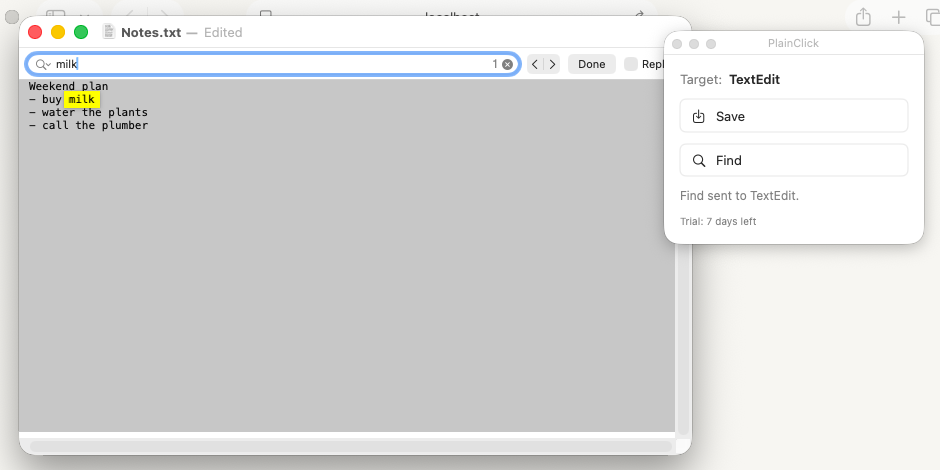 localhost
Notes.txt — Edited
milk
1
Done
Repl
Weekend plan
- buy milk
- water the plants
- call the plumber
PlainClick
Target: TextEdit
Save
Find
Find sent to TextEdit.
Trial: 7 days left